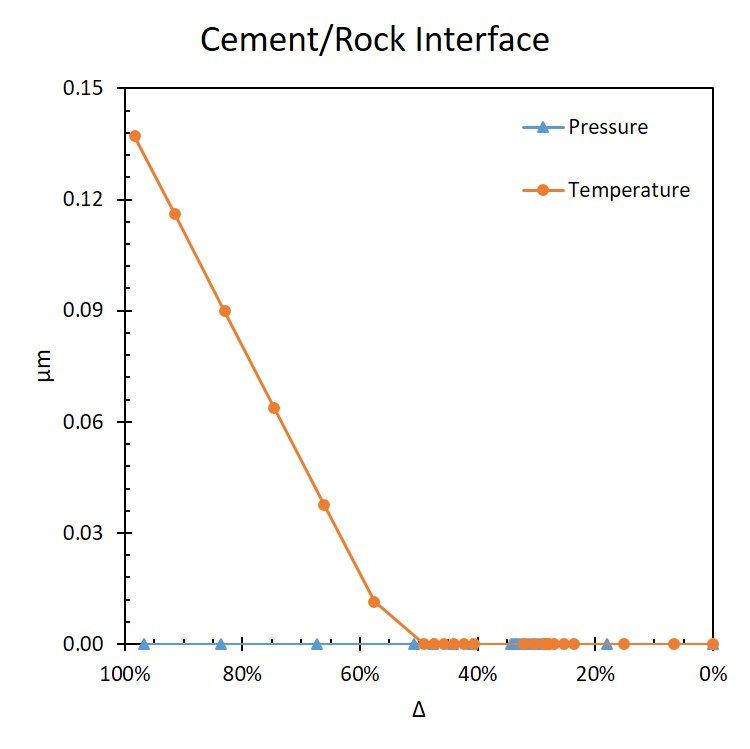 Cement/Rock Interface
0.15
Pressure
Temperature
0.12
0.09
μm
0.06
0.03
0.00
100% 80% 60% 40% 20% 0%
Δ